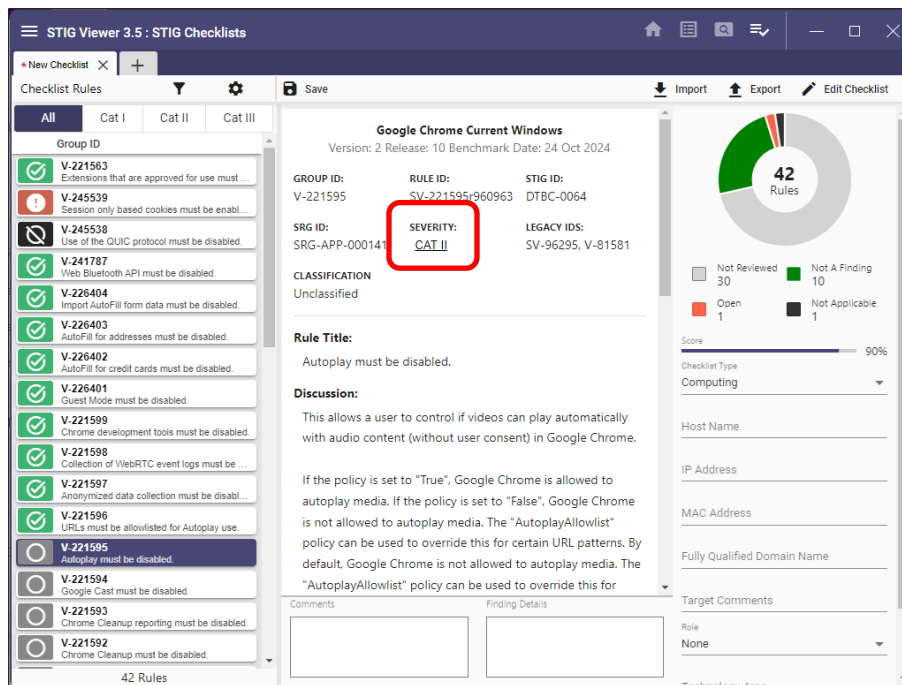 STIG Viewer 3.5 : STIG Checklists
*New Checklist
Checklist Rules
Save
Import
Export
Edit Checklist
All
Cat I
Cat II
Cat III
Group ID
V-221563
Extensions that are approved for use must ...
V-245539
Session only based cookies must be enabl...
V-245538
Use of the QUIC protocol must be disabled.
V-241787
Web Bluetooth API must be disabled.
V-226404
Import AutoFill form data must be disabled.
V-226403
AutoFill for addresses must be disabled.
V-226402
AutoFill for credit cards must be disabled.
V-226401
Guest Mode must be disabled.
V-221599
Chrome development tools must be disabled.
V-221598
Collection of WebRTC event logs must be ...
V-221597
Anonymized data collection must be disabl...
V-221596
URLs must be allowlisted for Autoplay use.
V-221595
Autoplay must be disabled.
V-221594
Google Cast must be disabled.
V-221593
Chrome Cleanup reporting must be disabled.
V-221592
Chrome Cleanup must be disabled.
42 Rules
Google Chrome Current Windows
Version: 2 Release: 10 Benchmark Date: 24 Oct 2024
GROUP ID: RULE ID: STIG ID:
V-221595 SV-221595r960963 DTBC-0064
SRG ID: SEVERITY: LEGACY IDS:
SRG-APP-000141 CAT II SV-96295, V-81581
CLASSIFICATION
Unclassified
Rule Title:
Autoplay must be disabled.
Discussion:
This allows a user to control if videos can play automatically
with audio content (without user consent) in Google Chrome.
If the policy is set to "True", Google Chrome is allowed to
autoplay media. If the policy is set to "False", Google Chrome
is not allowed to autoplay media. The "AutoplayAllowlist"
policy can be used to override this for certain URL patterns. By
default, Google Chrome is not allowed to autoplay media. The
"AutoplayAllowlist" policy can be used to override this for
Comments
Finding Details
42
Rules
Not Reviewed
30
Not A Finding
10
Open
1
Not Applicable
1
Score
90%
Checklist Type
Computing
Host Name
IP Address
MAC Address
Fully Qualified Domain Name
Target Comments
Role
None
Technology Area